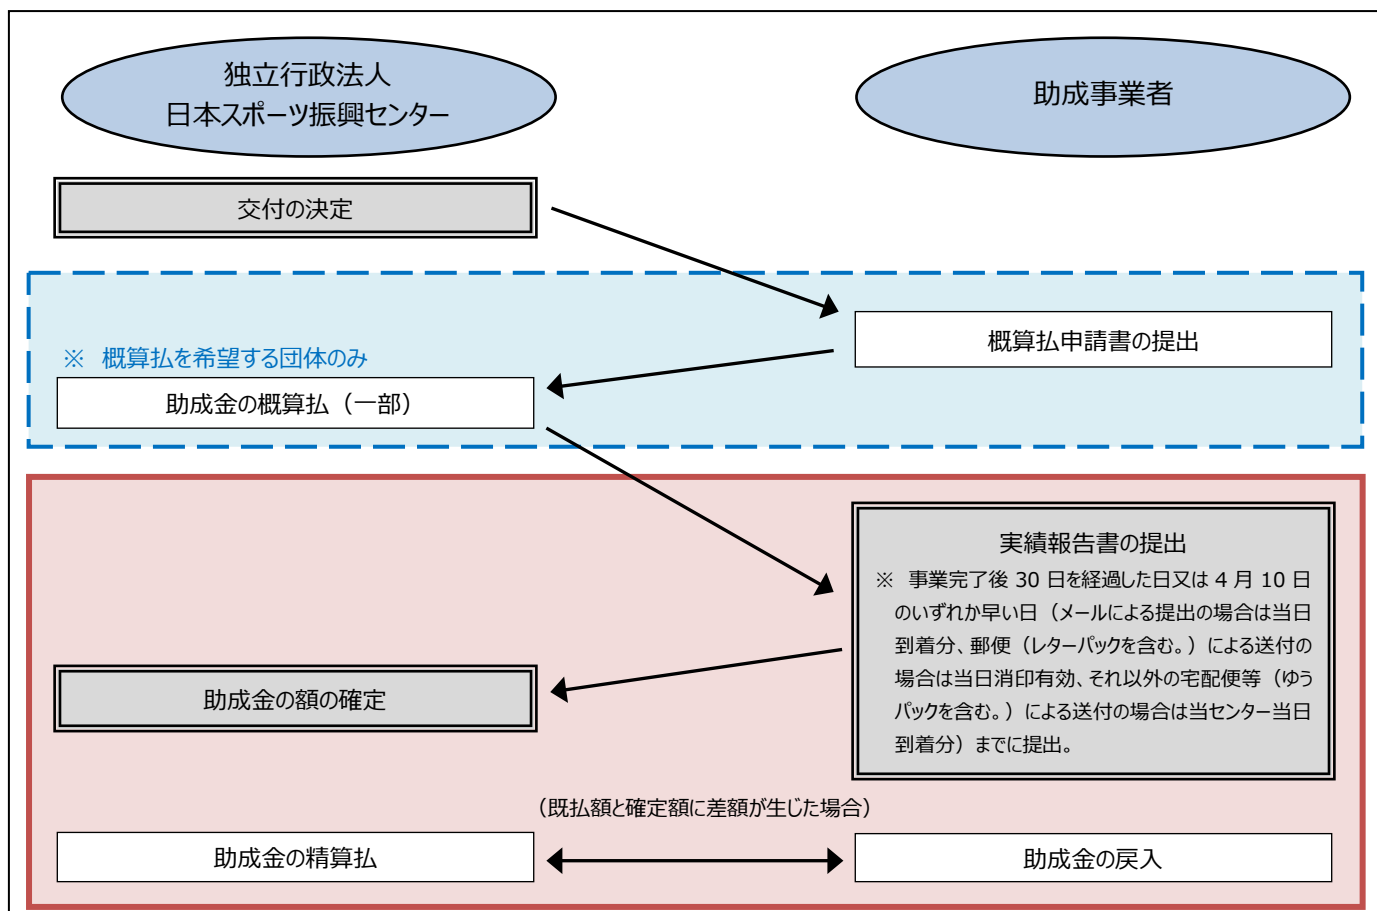 独立行政法人
日本スポーツ振興センター
助成事業者
交付の決定
概算払申請書の提出
※ 概算払を希望する団体のみ
助成金の概算払（一部）
実績報告書の提出
※ 事業完了後 30 日を経過した日又は 4 月 10 日
のいずれか早い日（メールによる提出の場合は当日
到着分、郵便（レターパックを含む。）による送付の
場合は当日消印有効、それ以外の宅配便等（ゆう
パックを含む。）による送付の場合は当センター当日
到着分）までに提出。
助成金の額の確定
（既払額と確定額に差額が生じた場合）
助成金の精算払
助成金の戻入